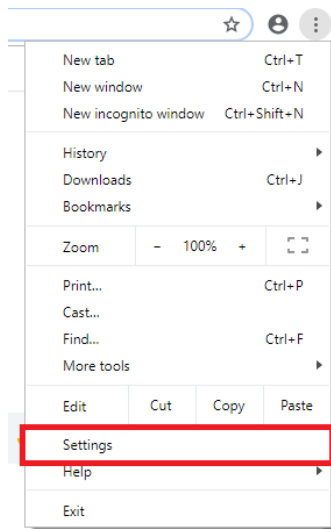 New tab Ctrl+T
New window Ctrl+N
New incognito window Ctrl+Shift+N
History
Downloads Ctrl+J
Bookmarks
Zoom - 100% +
Print... Ctrl+P
Cast...
Find... Ctrl+F
More tools
Edit Cut Copy Paste
Settings
Help
Exit